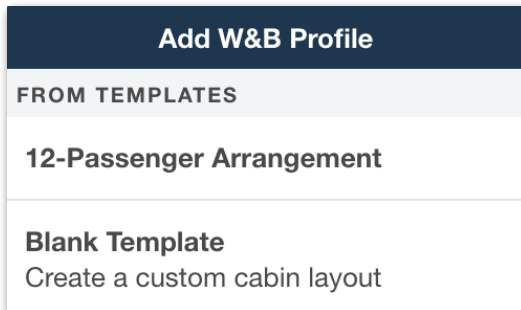 Add W&B Profile
FROM TEMPLATES
12-Passenger Arrangement
Blank Template
Create a custom cabin layout